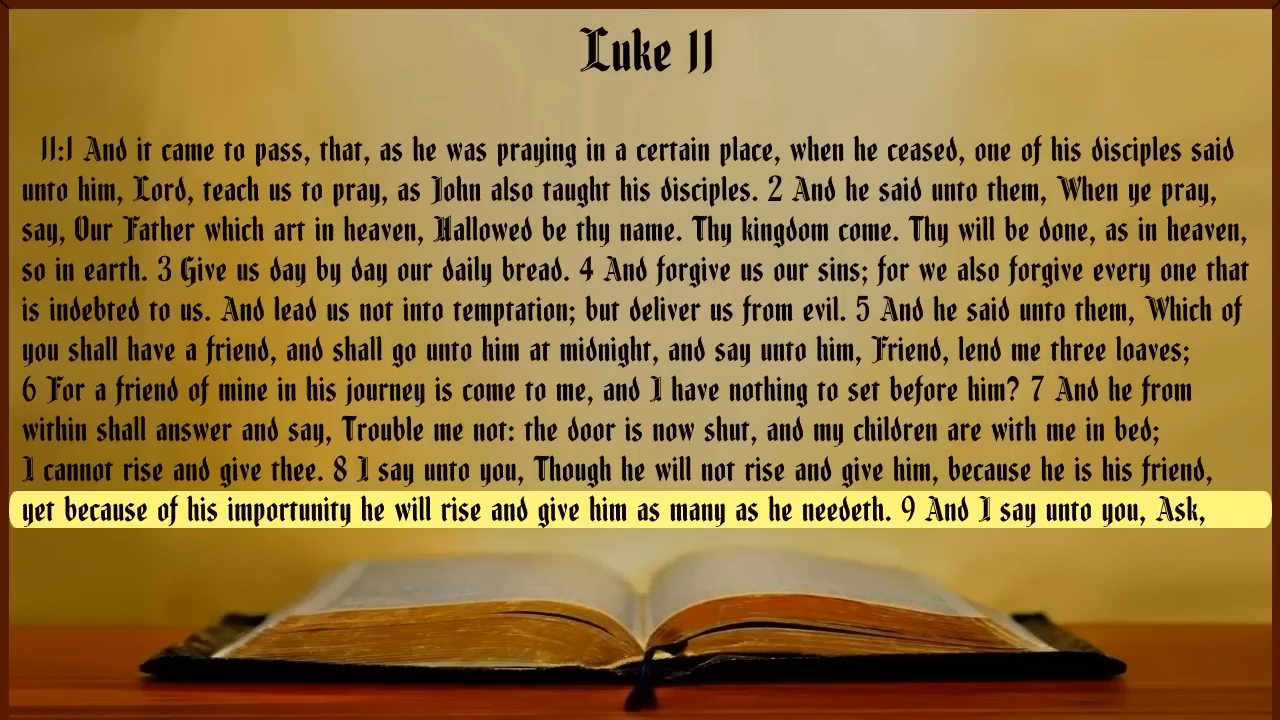 Luke 11
11:1 And it came to pass, that, as he was praying in a certain place, when he ceased, one of his disciples said
unto him, Lord, teach us to pray, as John also taught his disciples. 2 And he said unto them, When ye pray,
say, Our Father which art in heaven, Hallowed be thy name. Thy kingdom come. Thy will be done, as in heaven,
so in earth. 3 Give us day by day our daily bread. 4 And forgive us our sins; for we also forgive every one that
is indebted to us. And lead us not into temptation; but deliver us from evil. 5 And he said unto them, Which of
you shall have a friend, and shall go unto him at midnight, and say unto him, Friend, lend me three loaves;
6 For a friend of mine in his journey is come to me, and I have nothing to set before him? 7 And he from
within shall answer and say, Trouble me not: the door is now shut, and my children are with me in bed;
I cannot rise and give thee. 8 I say unto you, Though he will not rise and give him, because he is his friend,
yet because of his importunity he will rise and give him as many as he needeth. 9 And I say unto you, Ask,